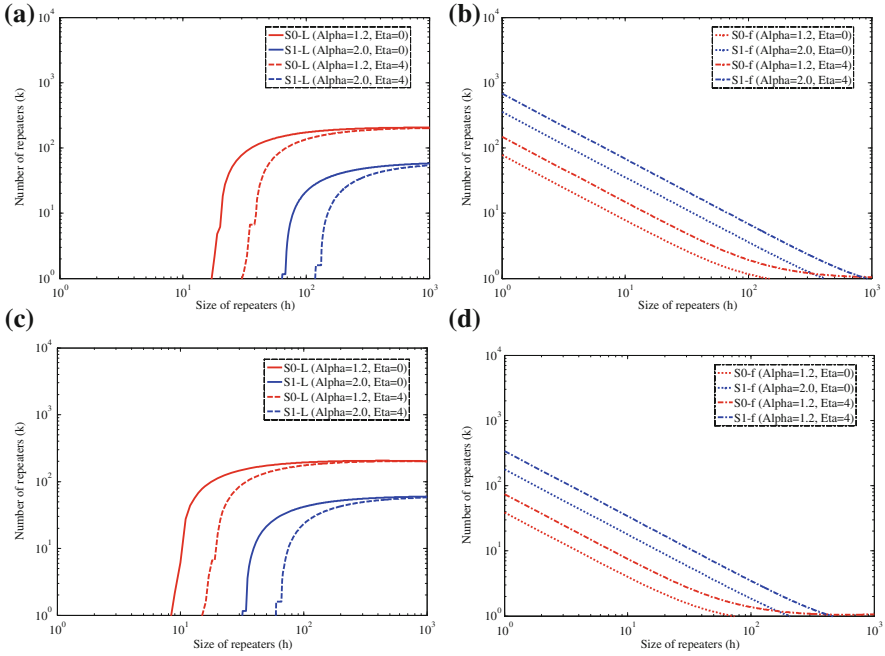 (a)
10^4
10^3
10^2
10^1
10^0
Number of repeaters (k)
S0-L (Alpha=1.2, Eta=0)
S1-L (Alpha=2.0, Eta=0)
S0-L (Alpha=1.2, Eta=4)
S1-L (Alpha=2.0, Eta=4)
10^0
10^1
10^2
10^3
Size of repeaters (h)
(b)
10^4
10^3
10^2
10^1
10^0
Number of repeaters (k)
S0-f (Alpha=1.2, Eta=0)
S1-f (Alpha=2.0, Eta=0)
S0-f (Alpha=1.2, Eta=4)
S1-f (Alpha=2.0, Eta=4)
10^0
10^1
10^2
10^3
Size of repeaters (h)
(c)
10^4
10^3
10^2
10^1
10^0
Number of repeaters (k)
S0-L (Alpha=1.2, Eta=0)
S1-L (Alpha=2.0, Eta=0)
S0-L (Alpha=1.2, Eta=4)
S1-L (Alpha=2.0, Eta=4)
10^0
10^1
10^2
10^3
Size of repeaters (h)
(d)
10^4
10^3
10^2
10^1
10^0
Number of repeaters (k)
S0-f (Alpha=1.2, Eta=0)
S1-f (Alpha=2.0, Eta=0)
S0-f (Alpha=1.2, Eta=4)
S1-f (Alpha=1.2, Eta=4)
10^0
10^1
10^2
10^3
Size of repeaters (h)